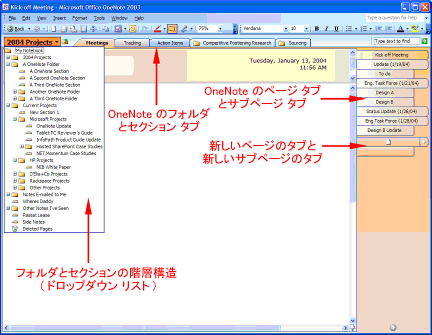 Kick-off Meeting - Microsoft Office OneNote 2003
File Edit View Insert Format Tools Window Help
Type a question for help
Back
75%
Verdana
10
B I U
2004 Projects
Meetings
Tracking
Action Items
Competitive Positioning Research
Sourcing
Type text to find
My Notebook
2004 Projects
A OneNote Folder
A OneNote Section
A Second OneNote Section
A Third OneNote Section
Another OneNote Folder
A Third OneNote Folder
Current Projects
New Section 1
Microsoft Projects
OneNote Update
Tablet PC Reviewer's Guide
InfoPath Product Guide Update
Hosted SharePoint Case Studies
NET Momentum Case Studies
HP Projects
MIB White Paper
Rackspace Projects
Other Projects
Notes E-mailed to Me
Wheres Daddy
Other Notes I've Seen
Passat Lease
Side Notes
Deleted Pages
Tuesday, January 13, 2004
11:56 AM
OneNote のフォルダ
とセクション タブ
OneNote のページ タブ
とサブページ タブ
新しいページのタブと
新しいサブページのタブ
フォルダとセクションの階層構造
(ドロップダウン リスト)
Kick-off Meeting
Update (1/19/04)
To do
Eng. Task Force (1/21/04)
Design A
Design B
Status Update (1/26/04)
Eng Task Force (1/28/04)
Design B Update